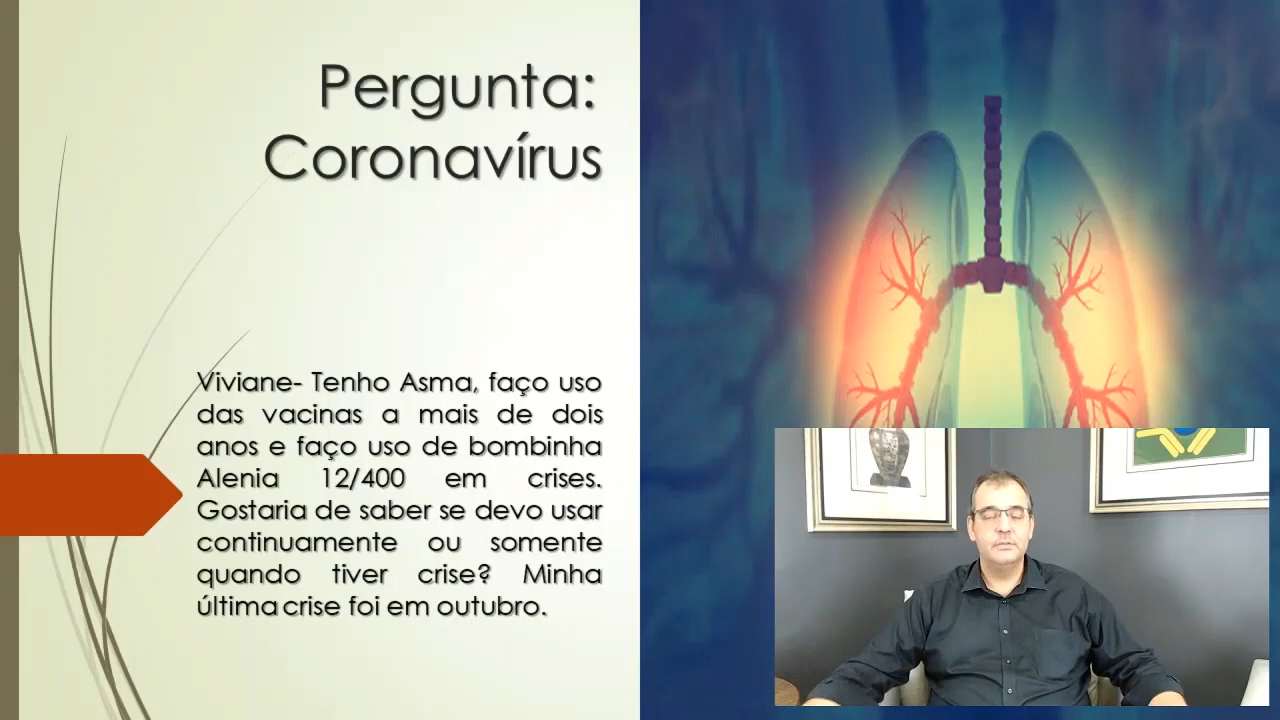 Pergunta:
Coronavírus
Viviane- Tenho Asma, faço uso
das vacinas a mais de dois
anos e faço uso de bombinha
Alenia 12/400 em crises.
Gostaria de saber se devo usar
continuamente ou somente
quando tiver crise? Minha
última crise foi em outubro.